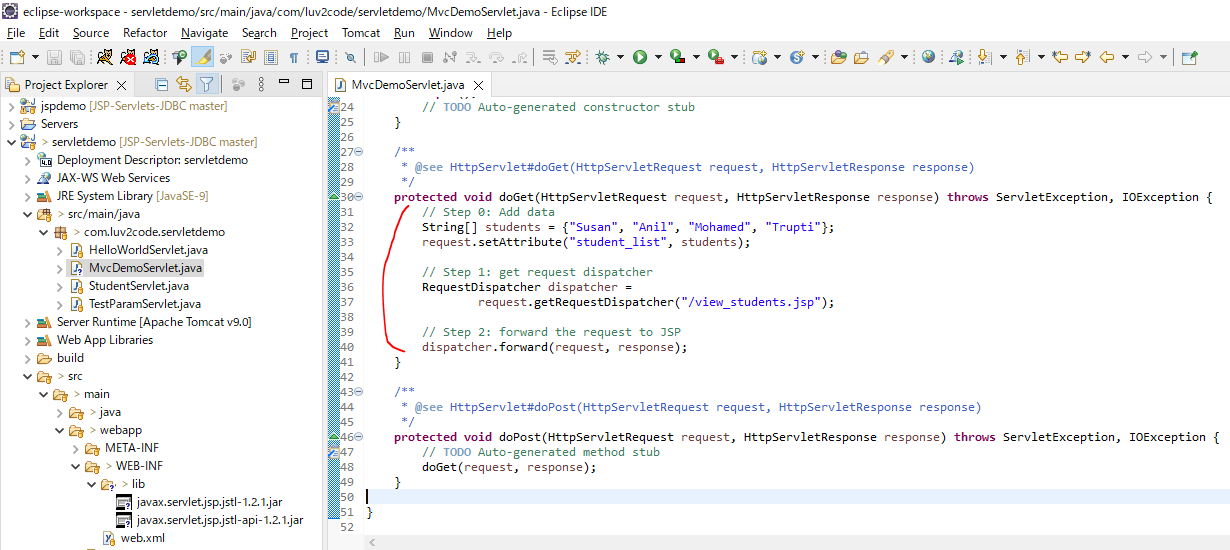 eclipse-workspace - servletdemo/src/main/java/com/luv2code/servletdemo/MvcDemoServlet.java - Eclipse IDE
File Edit Source Refactor Navigate Search Project Tomcat Run Window Help
Project Explorer
jspdemo [JSP-Servlets-JDBC master]
Servers
> servletdemo [JSP-Servlets-JDBC master]
Deployment Descriptor: servletdemo
JAX-WS Web Services
JRE System Library [JavaSE-9]
> src/main/java
> com.luv2code.servletdemo
HelloWorldServlet.java
MvcDemoServlet.java
StudentServlet.java
TestParamServlet.java
Server Runtime [Apache Tomcat v9.0]
Web App Libraries
build
> src
> main
> java
> webapp
META-INF
> WEB-INF
> lib
javax.servlet.jsp.jstl-1.2.1.jar
javax.servlet.jsp.jstl-api-1.2.1.jar
web.xml
MvcDemoServlet.java
24 // TODO Auto-generated constructor stub
25 }
26
27 /**
28 * @see HttpServlet#doGet(HttpServletRequest request, HttpServletResponse response)
29 */
30 protected void doGet(HttpServletRequest request, HttpServletResponse response) throws ServletException, IOException {
31 // Step 0: Add data
32 String[] students = {"Susan", "Anil", "Mohamed", "Trupti"};
33 request.setAttribute("student_list", students);
34
35 // Step 1: get request dispatcher
36 RequestDispatcher dispatcher =
37 request.getRequestDispatcher("/view_students.jsp");
38
39 // Step 2: forward the request to JSP
40 dispatcher.forward(request, response);
41 }
42
43 /**
44 * @see HttpServlet#doPost(HttpServletRequest request, HttpServletResponse response)
45 */
46 protected void doPost(HttpServletRequest request, HttpServletResponse response) throws ServletException, IOException {
47 // TODO Auto-generated method stub
48 doGet(request, response);
49 }
50
51 }
52